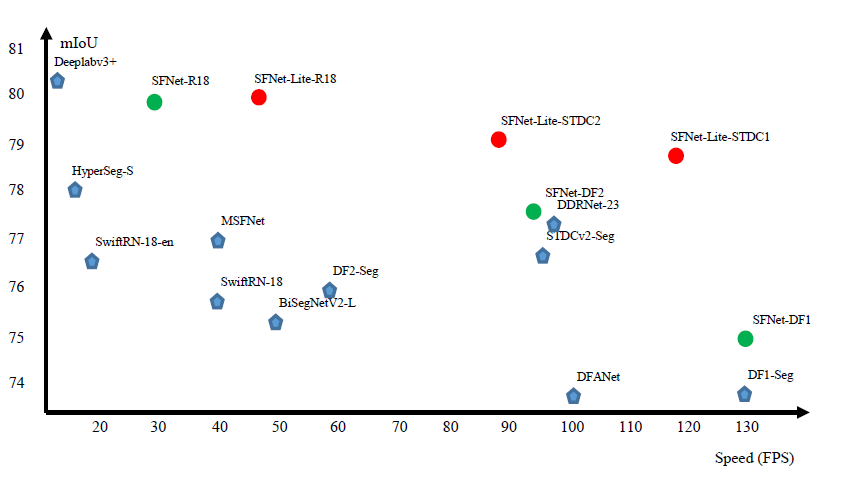 mIoU
81
Deeplabv3+
SFNet-R18
SFNet-Lite-R18
80
SFNet-Lite-STDC2
SFNet-Lite-STDC1
79
HyperSeg-S
78
SFNet-DF2
DDRNet-23
MSFNet
77
SwiftRN-18-en
STDCv2-Seg
DF2-Seg
76
SwiftRN-18
BiSegNetV2-L
SFNet-DF1
75
DFANet
DF1-Seg
74
20 30 40 50 60 70 80 90 100 110 120 130
Speed (FPS)